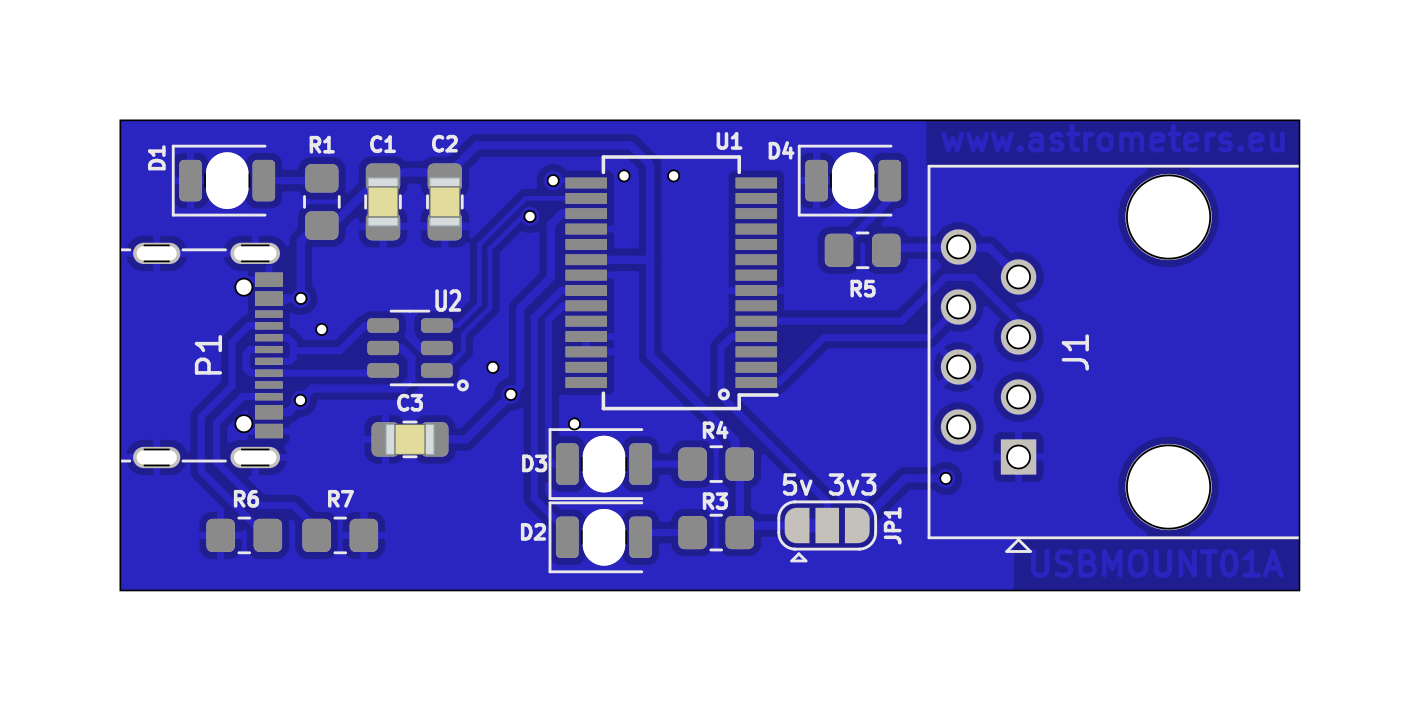 www.astrometers.eu
D1
R1
C1
C2
U1
D4
R5
U2
P1
J1
C3
R4
D3
5v 3v3
R6
R7
R3
D2
JP1
USBMOUNT01A